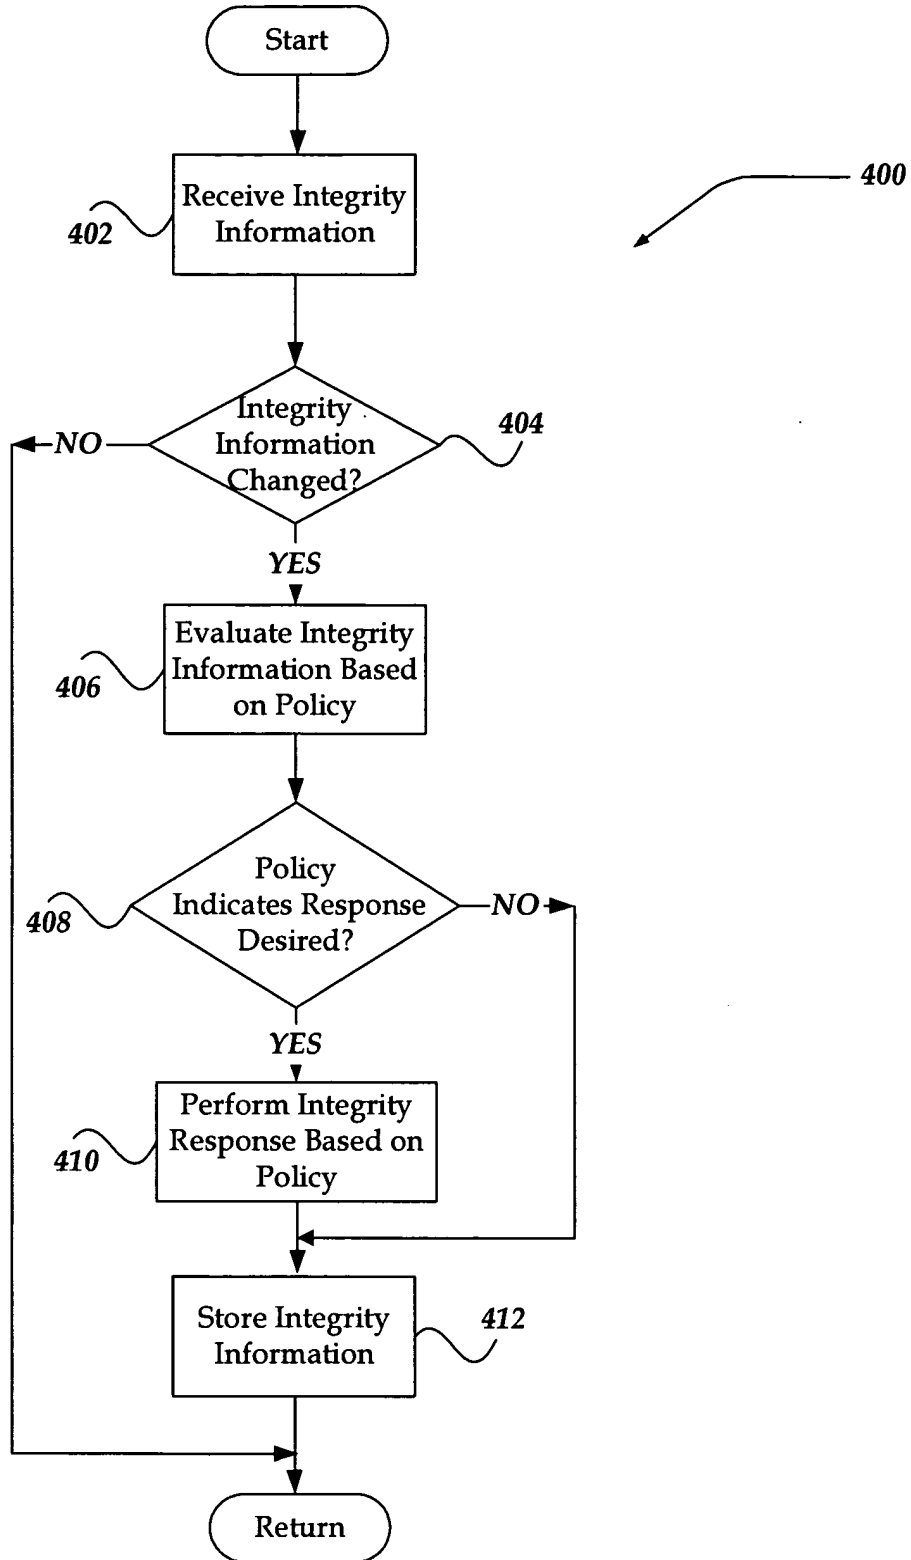 Start
400
Receive Integrity
Information
402
Integrity
Information
Changed?
404
NO
YES
Evaluate Integrity
Information Based
on Policy
406
Policy
Indicates Response
Desired?
408
NO
YES
Perform Integrity
Response Based on
Policy
410
Store Integrity
Information
412
Return